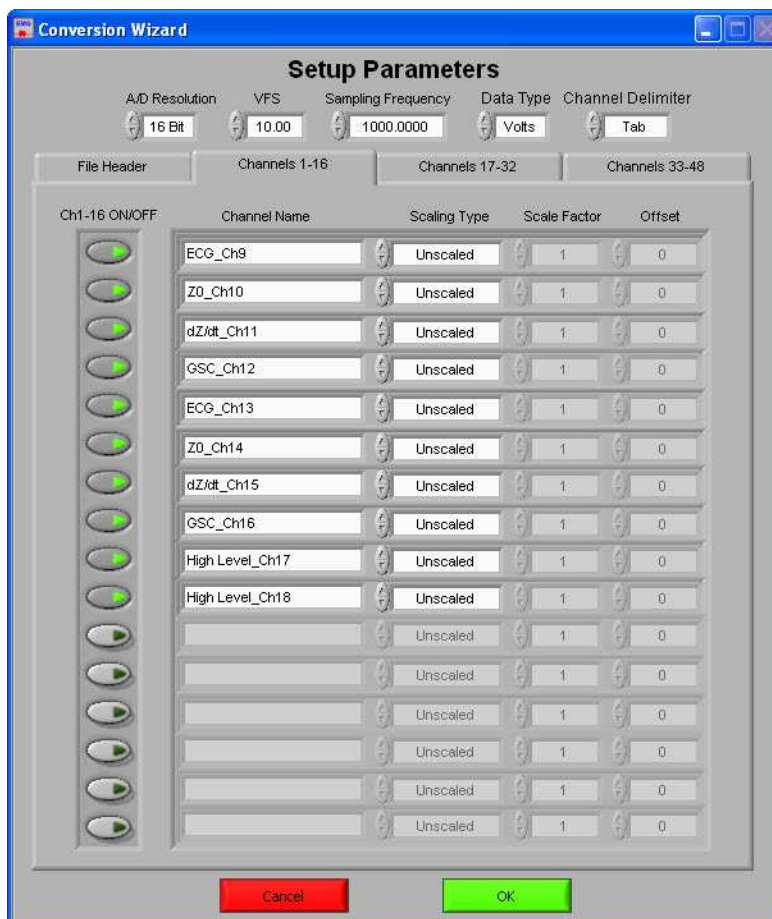 Conversion Wizard
Setup Parameters
A/D Resolution VFS Sampling Frequency Data Type Channel Delimiter
16 Bit 10.00 1000.0000 Volts Tab
File Header Channels 1-16 Channels 17-32 Channels 33-48
Ch1-16 ON/OFF Channel Name Scaling Type Scale Factor Offset
ECG_Ch9 Unscaled 1 0
Z0_Ch10 Unscaled 1 0
dZ/dt_Ch11 Unscaled 1 0
GSC_Ch12 Unscaled 1 0
ECG_Ch13 Unscaled 1 0
Z0_Ch14 Unscaled 1 0
dZ/dt_Ch15 Unscaled 1 0
GSC_Ch16 Unscaled 1 0
High Level_Ch17 Unscaled 1 0
High Level_Ch18 Unscaled 1 0
Unscaled 1 0
Unscaled 1 0
Unscaled 1 0
Unscaled 1 0
Unscaled 1 0
Unscaled 1 0
Cancel OK